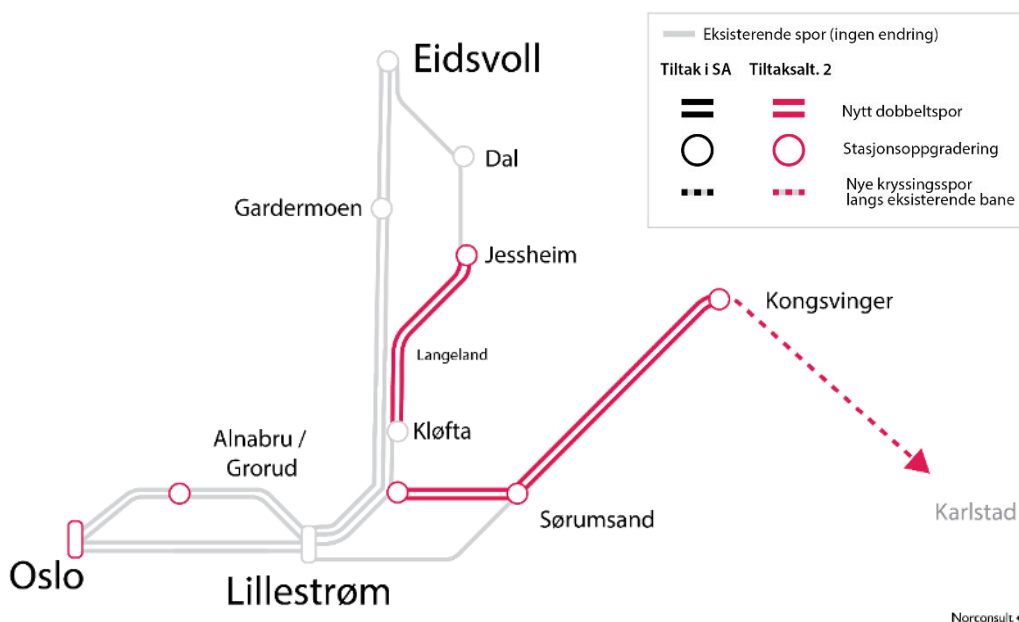 Eksisterende spor (ingen endring)
Tiltak i SA
Tiltaksalt. 2
Nytt dobbeltspor
Stasjonsoppgradering
Nye kryssingsspor
langs eksisterende bane
Eidsvoll
Dal
Gardermoen
Jessheim
Kongsvinger
Langeland
Kløfta
Alnabru /
Grorud
Sørumsand
Karlstad
Oslo
Lillestrøm
Norconsult